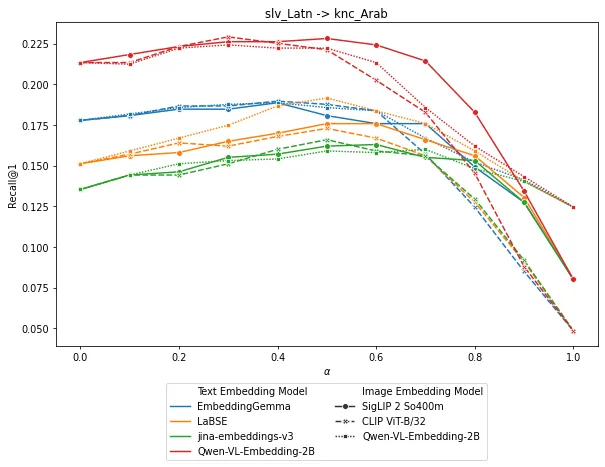 slv_Latn -> knc_Arab
Recall@1
0.225
0.200
0.175
0.150
0.125
0.100
0.075
0.050
0.0 0.2 0.4 0.6 0.8 1.0
α
Text Embedding Model Image Embedding Model
EmbeddingGemma SigLIP 2 So400m
LaBSE CLIP ViT-B/32
jina-embeddings-v3 Qwen-VL-Embedding-2B
Qwen-VL-Embedding-2B